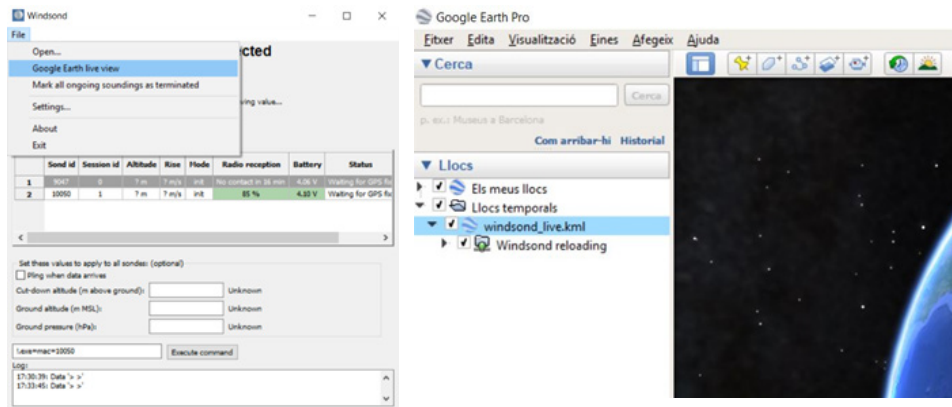 Windsond
File
Open...
ected
Google Earth live view
Mark all ongoing soundings as terminated
Settings...
ving value...
About
Exit
Sond id Session id Altitude Rise Mode Radio reception Battery Status
1 9047 0 ? m ? m/s init No contact in 16 min 4.06 V Waiting for GPS fix
2 10050 1 ? m ? m/s init 85 % 4.10 V Waiting for GPS fix
Set these values to apply to all sondes: (optional)
Pling when data arrives
Cut-down altitude (m above ground): Unknown
Ground altitude (m MSL): Unknown
Ground pressure (hPa): Unknown
Execute command
Log:
17:30:39: Data '> >'
17:33:45: Data '> >'
Google Earth Pro
Fitxer Edita Visualització Eines Afegeix Ajuda
Cerca
Cerca
p. ex.: Museus a Barcelona
Com arribar-hi Historial
Llocs
Els meus llocs
Llocs temporals
windsond_live.kml
Windsond reloading